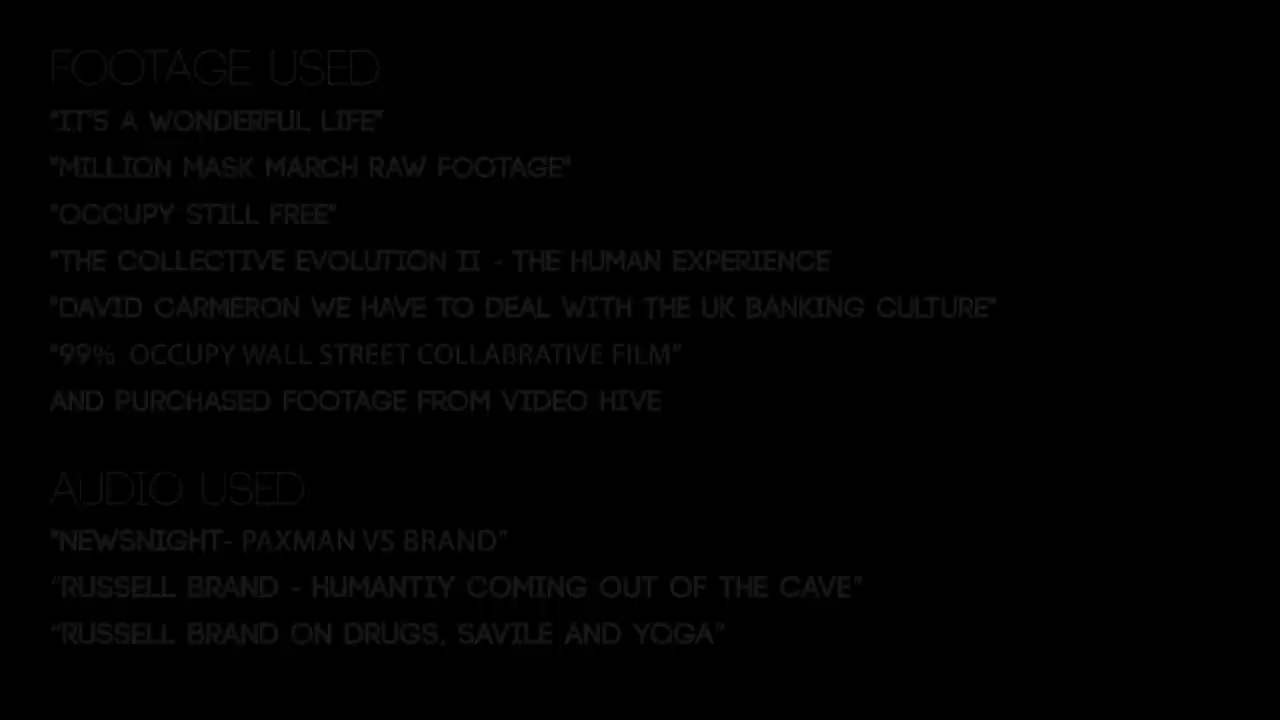 FOOTAGE USED
"IT'S A WONDERFUL LIFE"
"MILLION MASK MARCH RAW FOOTAGE"
"OCCUPY STILL FREE"
"THE COLLECTIVE EVOLUTION II - THE HUMAN EXPERIENCE
"DAVID CARMERON WE HAVE TO DEAL WITH THE UK BANKING CULTURE"
"99% OCCUPY WALL STREET COLLABRATIVE FILM"
AND PURCHASED FOOTAGE FROM VIDEO HIVE
AUDIO USED
"NEWSNIGHT- PAXMAN VS BRAND"
"RUSSELL BRAND - HUMANTIY COMING OUT OF THE CAVE"
"RUSSELL BRAND ON DRUGS, SAVILE AND YOGA"